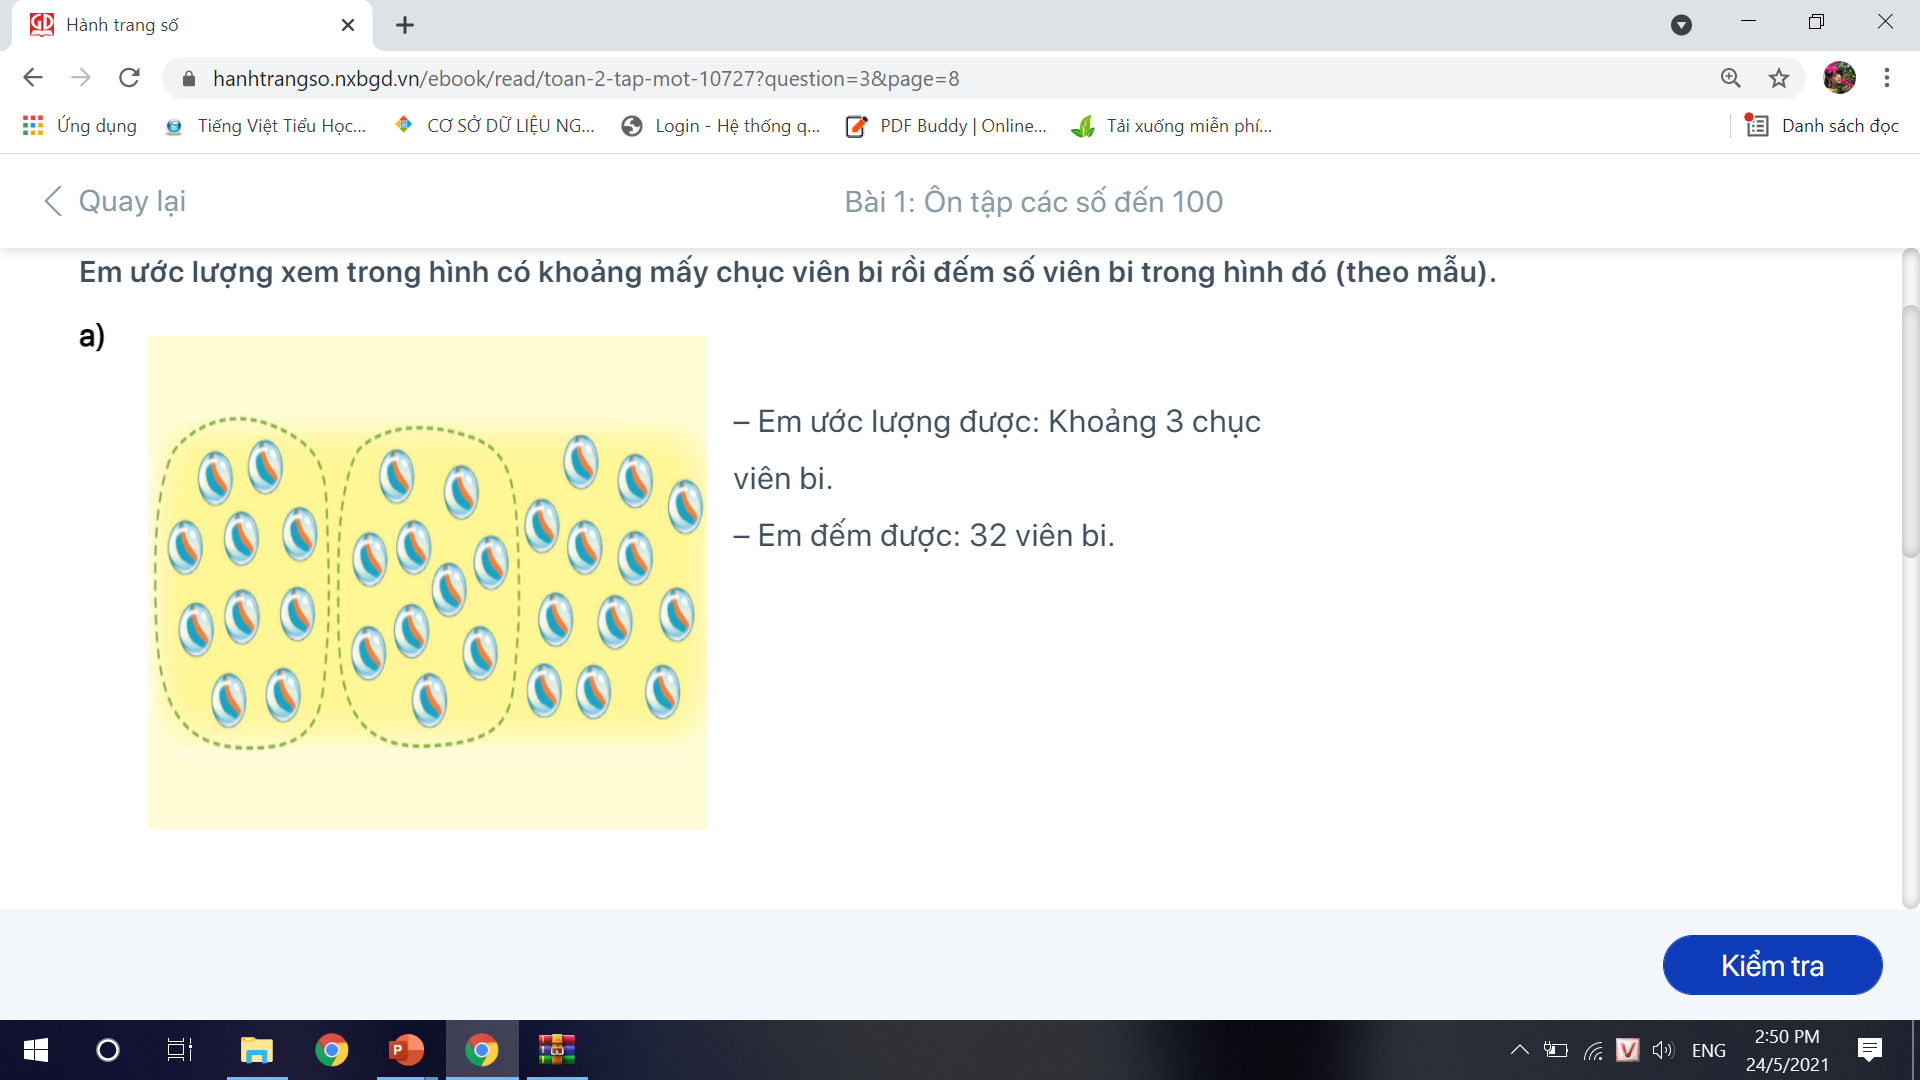 Hành trang số
hanhtrangso.nxbgd.vn/ebook/read/toan-2-tap-mot-10727?question=3&page=8
Ứng dụng
Tiếng Việt Tiểu Học...
CƠ SỞ DỮ LIỆU NG...
Login - Hệ thống q...
PDF Buddy | Online...
Tải xuống miễn phí...
Danh sách đọc
Quay lại
Bài 1: Ôn tập các số đến 100
Em ước lượng xem trong hình có khoảng mấy chục viên bi rồi đếm số viên bi trong hình đó (theo mẫu).
a)
– Em ước lượng được: Khoảng 3 chục
viên bi.
– Em đếm được: 32 viên bi.
Kiểm tra
ENG
2:50 PM
24/5/2021